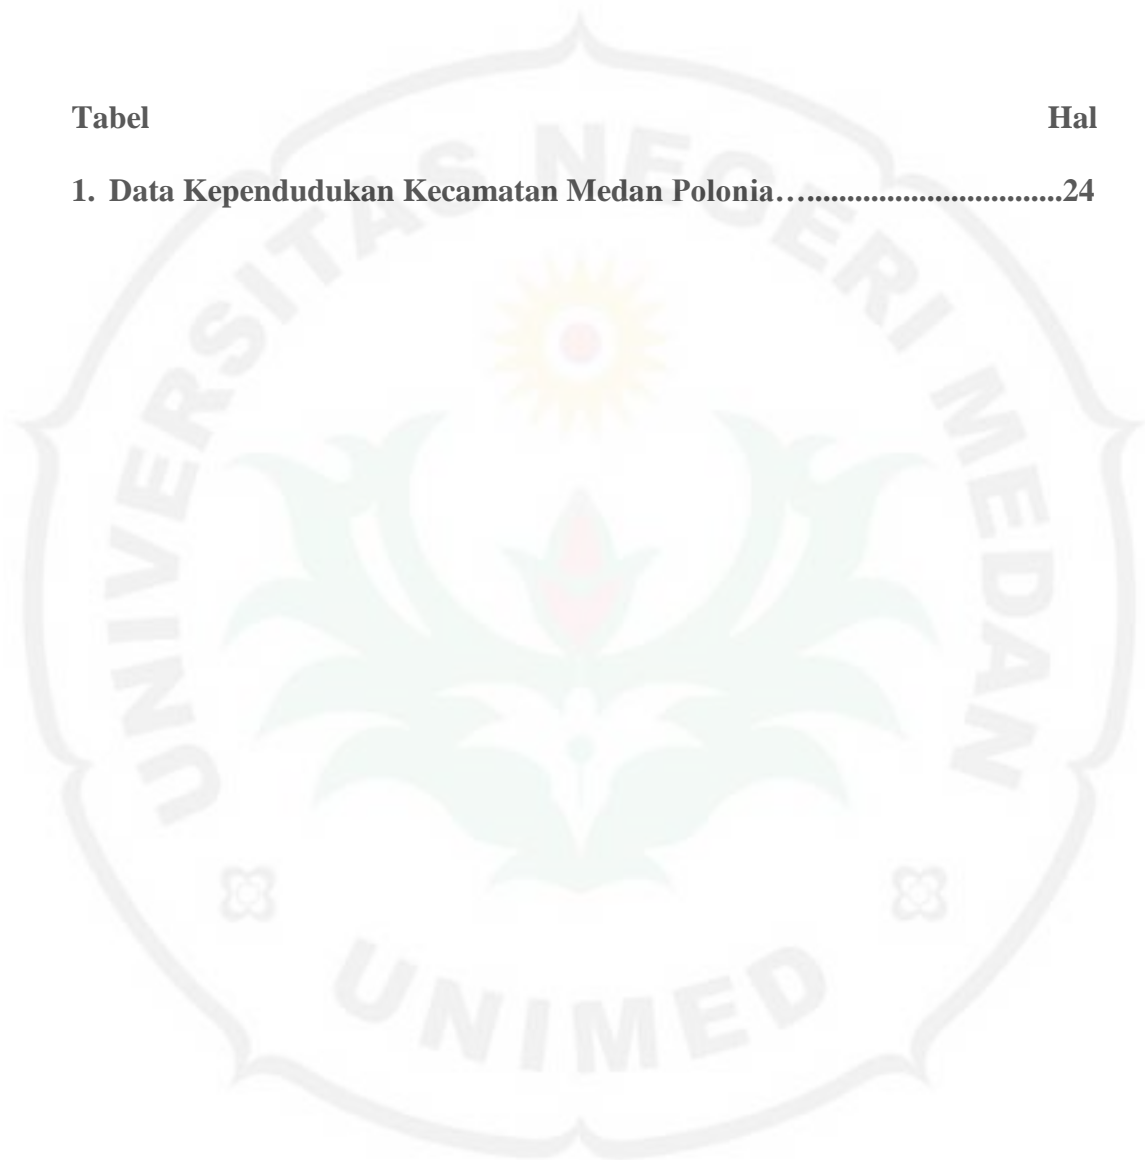 Tabel Hal
1. Data Kependudukan Kecamatan Medan Polonia…................................24
UNIVERSITAS NEGERI MEDAN
UNIMED